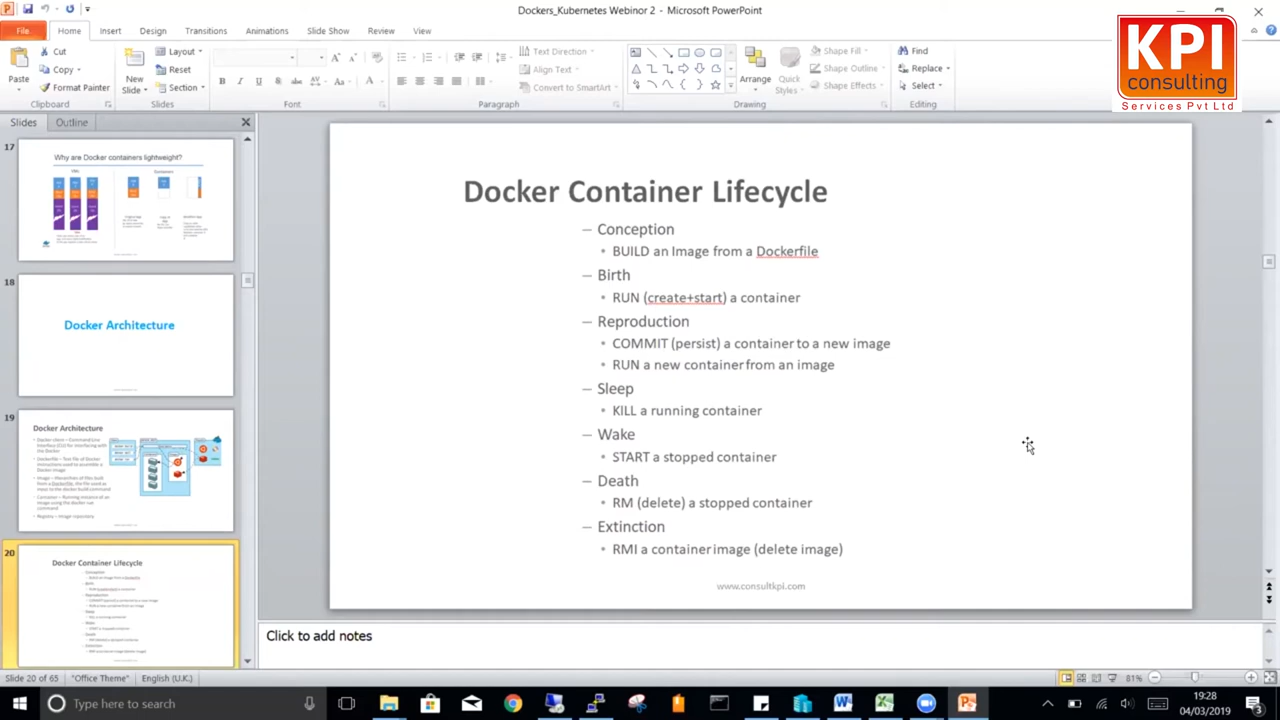 Dockers_Kubernetes Webinor 2 - Microsoft PowerPoint
File Home Insert Design Transitions Animations Slide Show Review View
Paste
Cut
Copy
Format Painter
Clipboard
New Slide
Layout
Reset
Section
Slides
Font
Text Direction
Align Text
Convert to SmartArt
Paragraph
Arrange
Quick Styles
Shape Fill
Shape Outline
Shape Effects
Drawing
Find
Replace
Select
Editing
KPI
consulting
Services Pvt Ltd
Slides Outline
17
Why are Docker containers lightweight?
18
Docker Architecture
19
Docker Architecture
20
Docker Container Lifecycle
Docker Container Lifecycle
– Conception
• BUILD an Image from a Dockerfile
– Birth
• RUN (create+start) a container
– Reproduction
• COMMIT (persist) a container to a new image
• RUN a new container from an image
– Sleep
• KILL a running container
– Wake
• START a stopped container
– Death
• RM (delete) a stopped container
– Extinction
• RMI a container image (delete image)
www.consultkpi.com
Click to add notes
Slide 20 of 65 "Office Theme" English (U.K.) 81%
Type here to search
19:28
04/03/2019